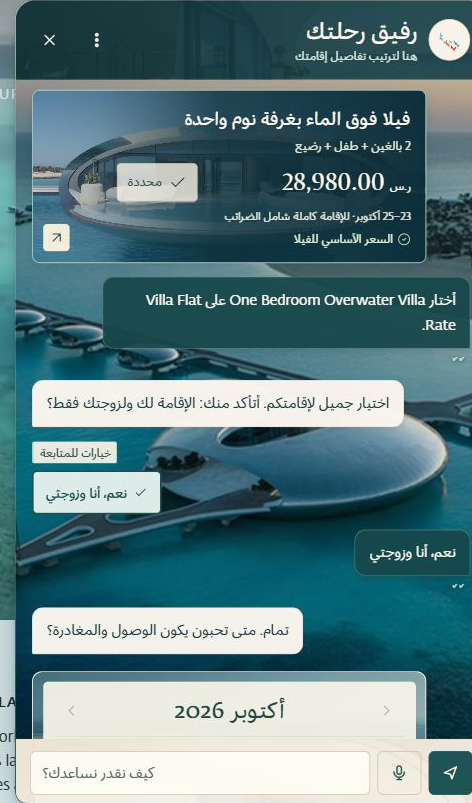 رفيق رحلتك
هنا لترتيب تفاصيل إقامتك
فيلا فوق الماء بغرفة نوم واحدة
2 بالغين + طفل + رضيع
ر.س 28,980.00
محددة
23–25 أكتوبر· للإقامة كاملة شامل الضرائب
السعر الأساسي للفيلا
أختار One Bedroom Overwater Villa على Villa Flat
Rate.
اختيار جميل لإقامتكم. أتأكد منك: الإقامة لك ولزوجتك فقط؟
خيارات للمتابعة
نعم، أنا وزوجتي
نعم، أنا وزوجتي
تمام. متى تحبون يكون الوصول والمغادرة؟
أكتوبر 2026
كيف نقدر نساعدك؟